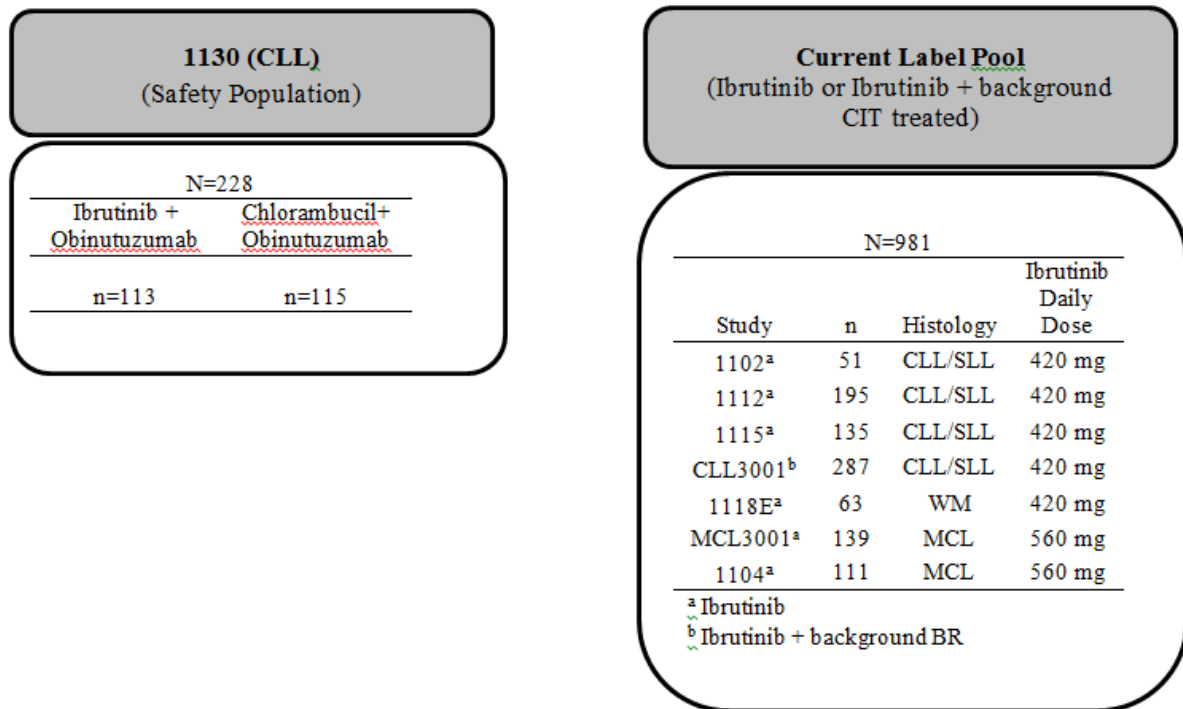 1130 (CLL)
(Safety Population)
N=228
Ibrutinib + Chlorambucil+
Obinutuzumab Obinutuzumab
n=113 n=115
Current Label Pool
(Ibrutinib or Ibrutinib + background
CIT treated)
N=981
Ibrutinib
Daily
Study n Histology Dose
1102ᵃ 51 CLL/SLL 420 mg
1112ᵃ 195 CLL/SLL 420 mg
1115ᵃ 135 CLL/SLL 420 mg
CLL3001ᵇ 287 CLL/SLL 420 mg
1118Eᵃ 63 WM 420 mg
MCL3001ᵃ 139 MCL 560 mg
1104ᵃ 111 MCL 560 mg
ᵃ Ibrutinib
ᵇ Ibrutinib + background BR